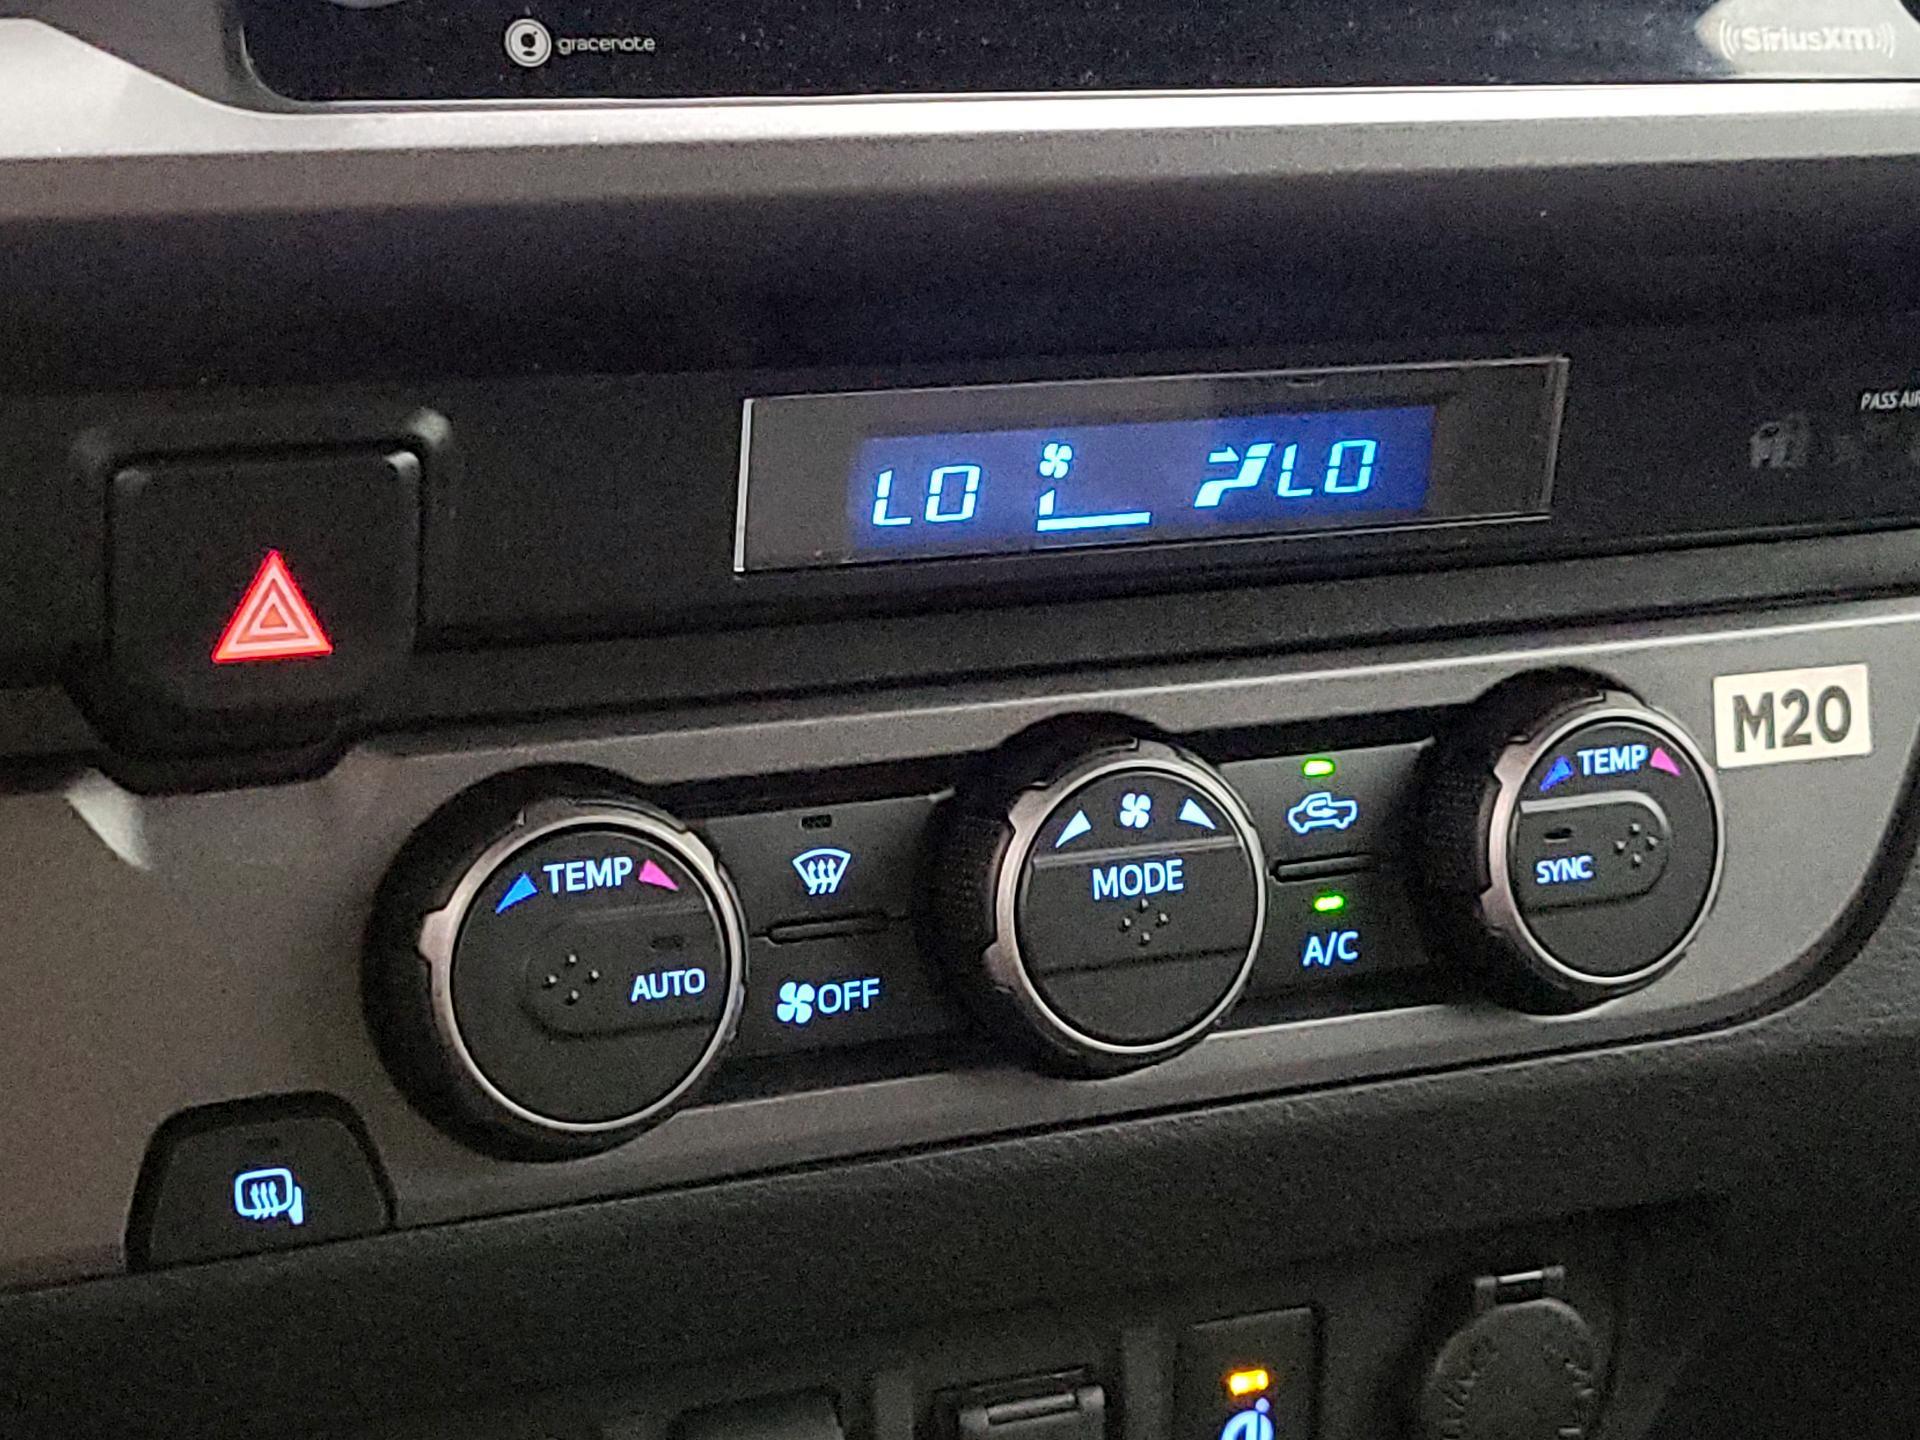 gracenote
SiriusXM
PASS AIR
LO LO
M20
TEMP
AUTO
OFF
MODE
A/C
TEMP
SYNC